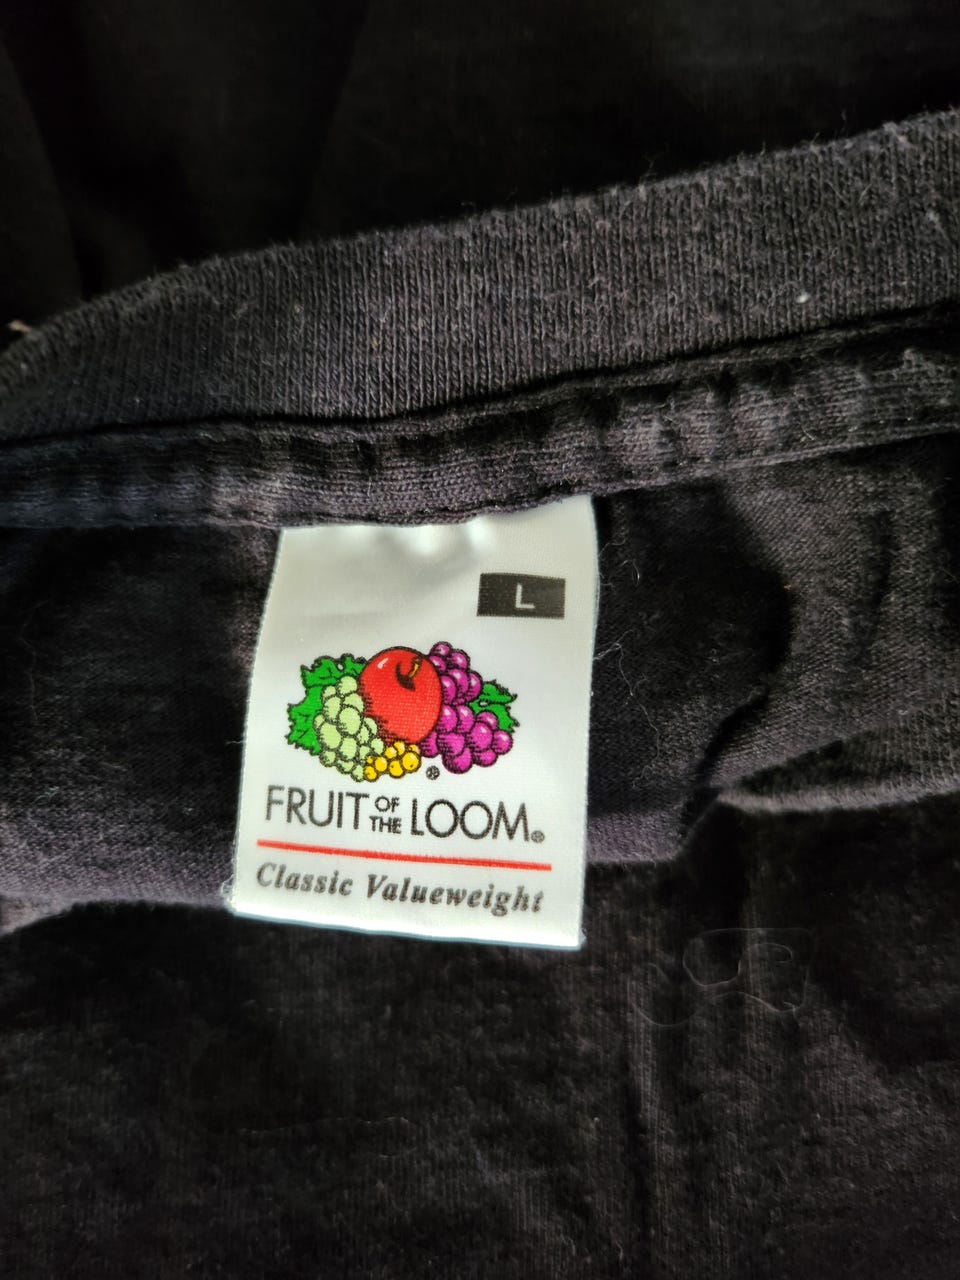 L
FRUIT OF THE LOOM®
Classic Valueweight